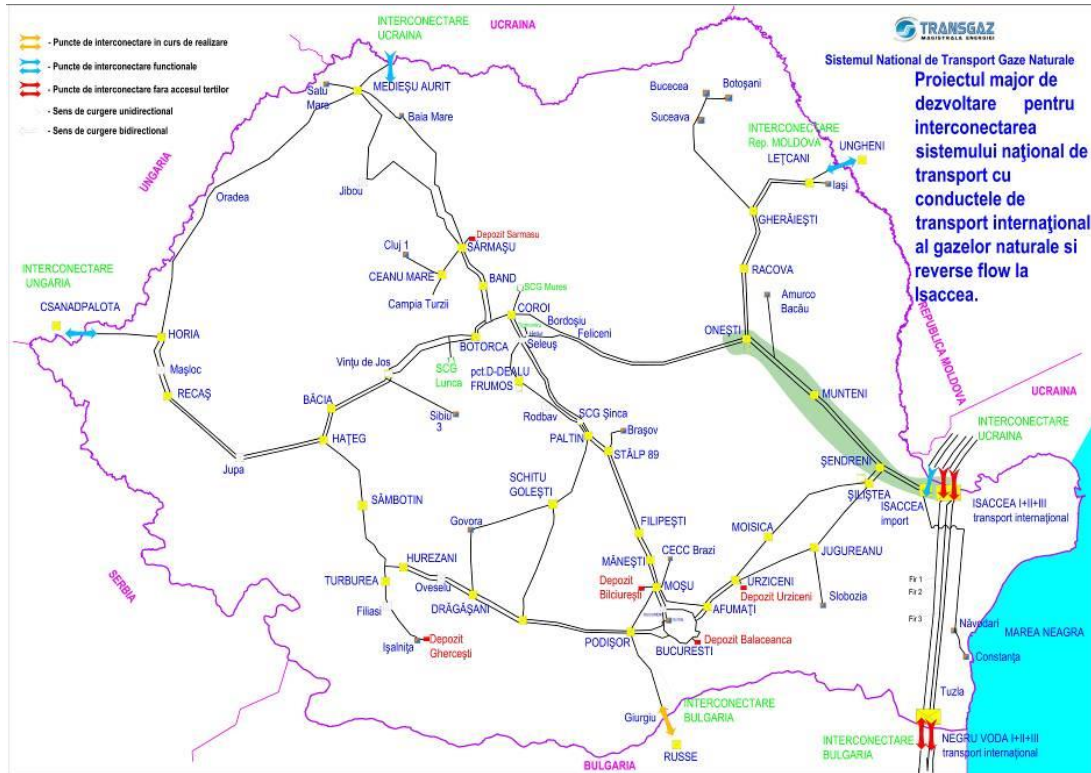 INTERCONECTARE
UCRAINA
UCRAINA
TRANSGAZ
MAGISTRALA ENERGIEI
- Puncte de interconectare in curs de realizare
- Puncte de interconectare functionale
- Puncte de interconectare fara accesul tertilor
- Sens de curgere unidirectional
- Sens de curgere bidirectional
Sistemul National de Transport Gaze Naturale
Proiectul major de
dezvoltare pentru
interconectarea
sistemului naţional de
transport cu
conductele de
transport internaţional
al gazelor naturale si
reverse flow la
Isaccea.
MEDIEŞU AURIT
Satu
Mare
Baia Mare
Bucecea
Botoşani
Suceava
INTERCONECTARE
Rep. MOLDOVA
UNGHENI
LEŢCANI
Iaşi
UNGARIA
Oradea
Jibou
GHERĂIEŞTI
Depozit Sarmasu
SĂRMAŞU
Cluj 1
CEANU MARE
Campia Turzii
BAND
RACOVA
Amurco
Bacău
REPUBLICA MOLDOVA
INTERCONECTARE
UNGARIA
CSANADPALOTA
HORIA
SCG Mures
COROI
Bordoşiu
Feliceni
Seleuş
ONEŞTI
BOTORCA
Maşloc
RECAŞ
Vinţu de Jos
SCG
Lunca
pct.D-DEALU
FRUMOS
UCRAINA
MUNTENI
BĂCIA
Sibiu
3
Rodbav
SCG Şinca
PALTIN
Braşov
STÂLP 89
INTERCONECTARE
UCRAINA
HAŢEG
Jupa
ŞENDRENI
ŞILIŞTEA
SCHITU
GOLEŞTI
ISACCEA
import
ISACCEA I+II+III
transport internaţional
SÂMBOTIN
Govora
FILIPEŞTI
MOISICA
CECC Brazi
JUGUREANU
MĂNEŞTI
SERBIA
HUREZANI
TURBUREA
Oveselu
DRĂGĂŞANI
Depozit
Bilciureşti
MOŞU
URZICENI
Depozit Urziceni
Slobozia
Fir 1
Fir 2
Fir 3
AFUMAŢI
Filiasi
Işalniţa
Depozit
Gherceşti
PODIŞOR
BUCURESTI
Depozit Balaceanca
Năvodari
MAREA NEAGRA
Constanţa
Tuzla
Giurgiu
INTERCONECTARE
BULGARIA
RUSSE
BULGARIA
INTERCONECTARE
BULGARIA
NEGRU VODA I+II+III
transport internaţional